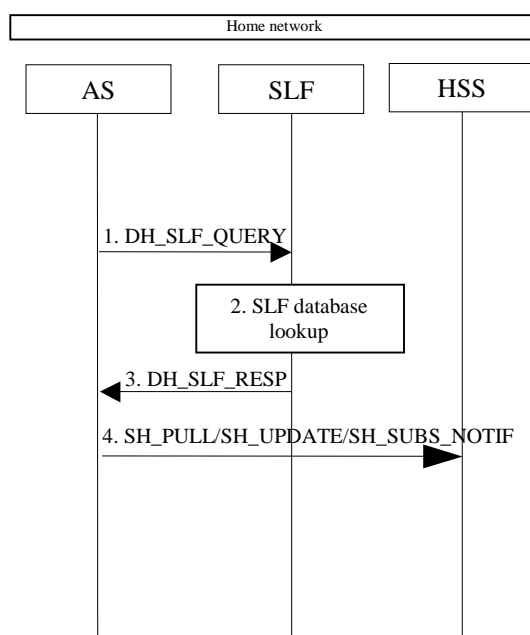 Home network
AS
SLF
HSS
1. DH_SLF_QUERY
2. SLF database
lookup
3. DH_SLF_RESP
4. SH_PULL/SH_UPDATE/SH_SUBS_NOTIF